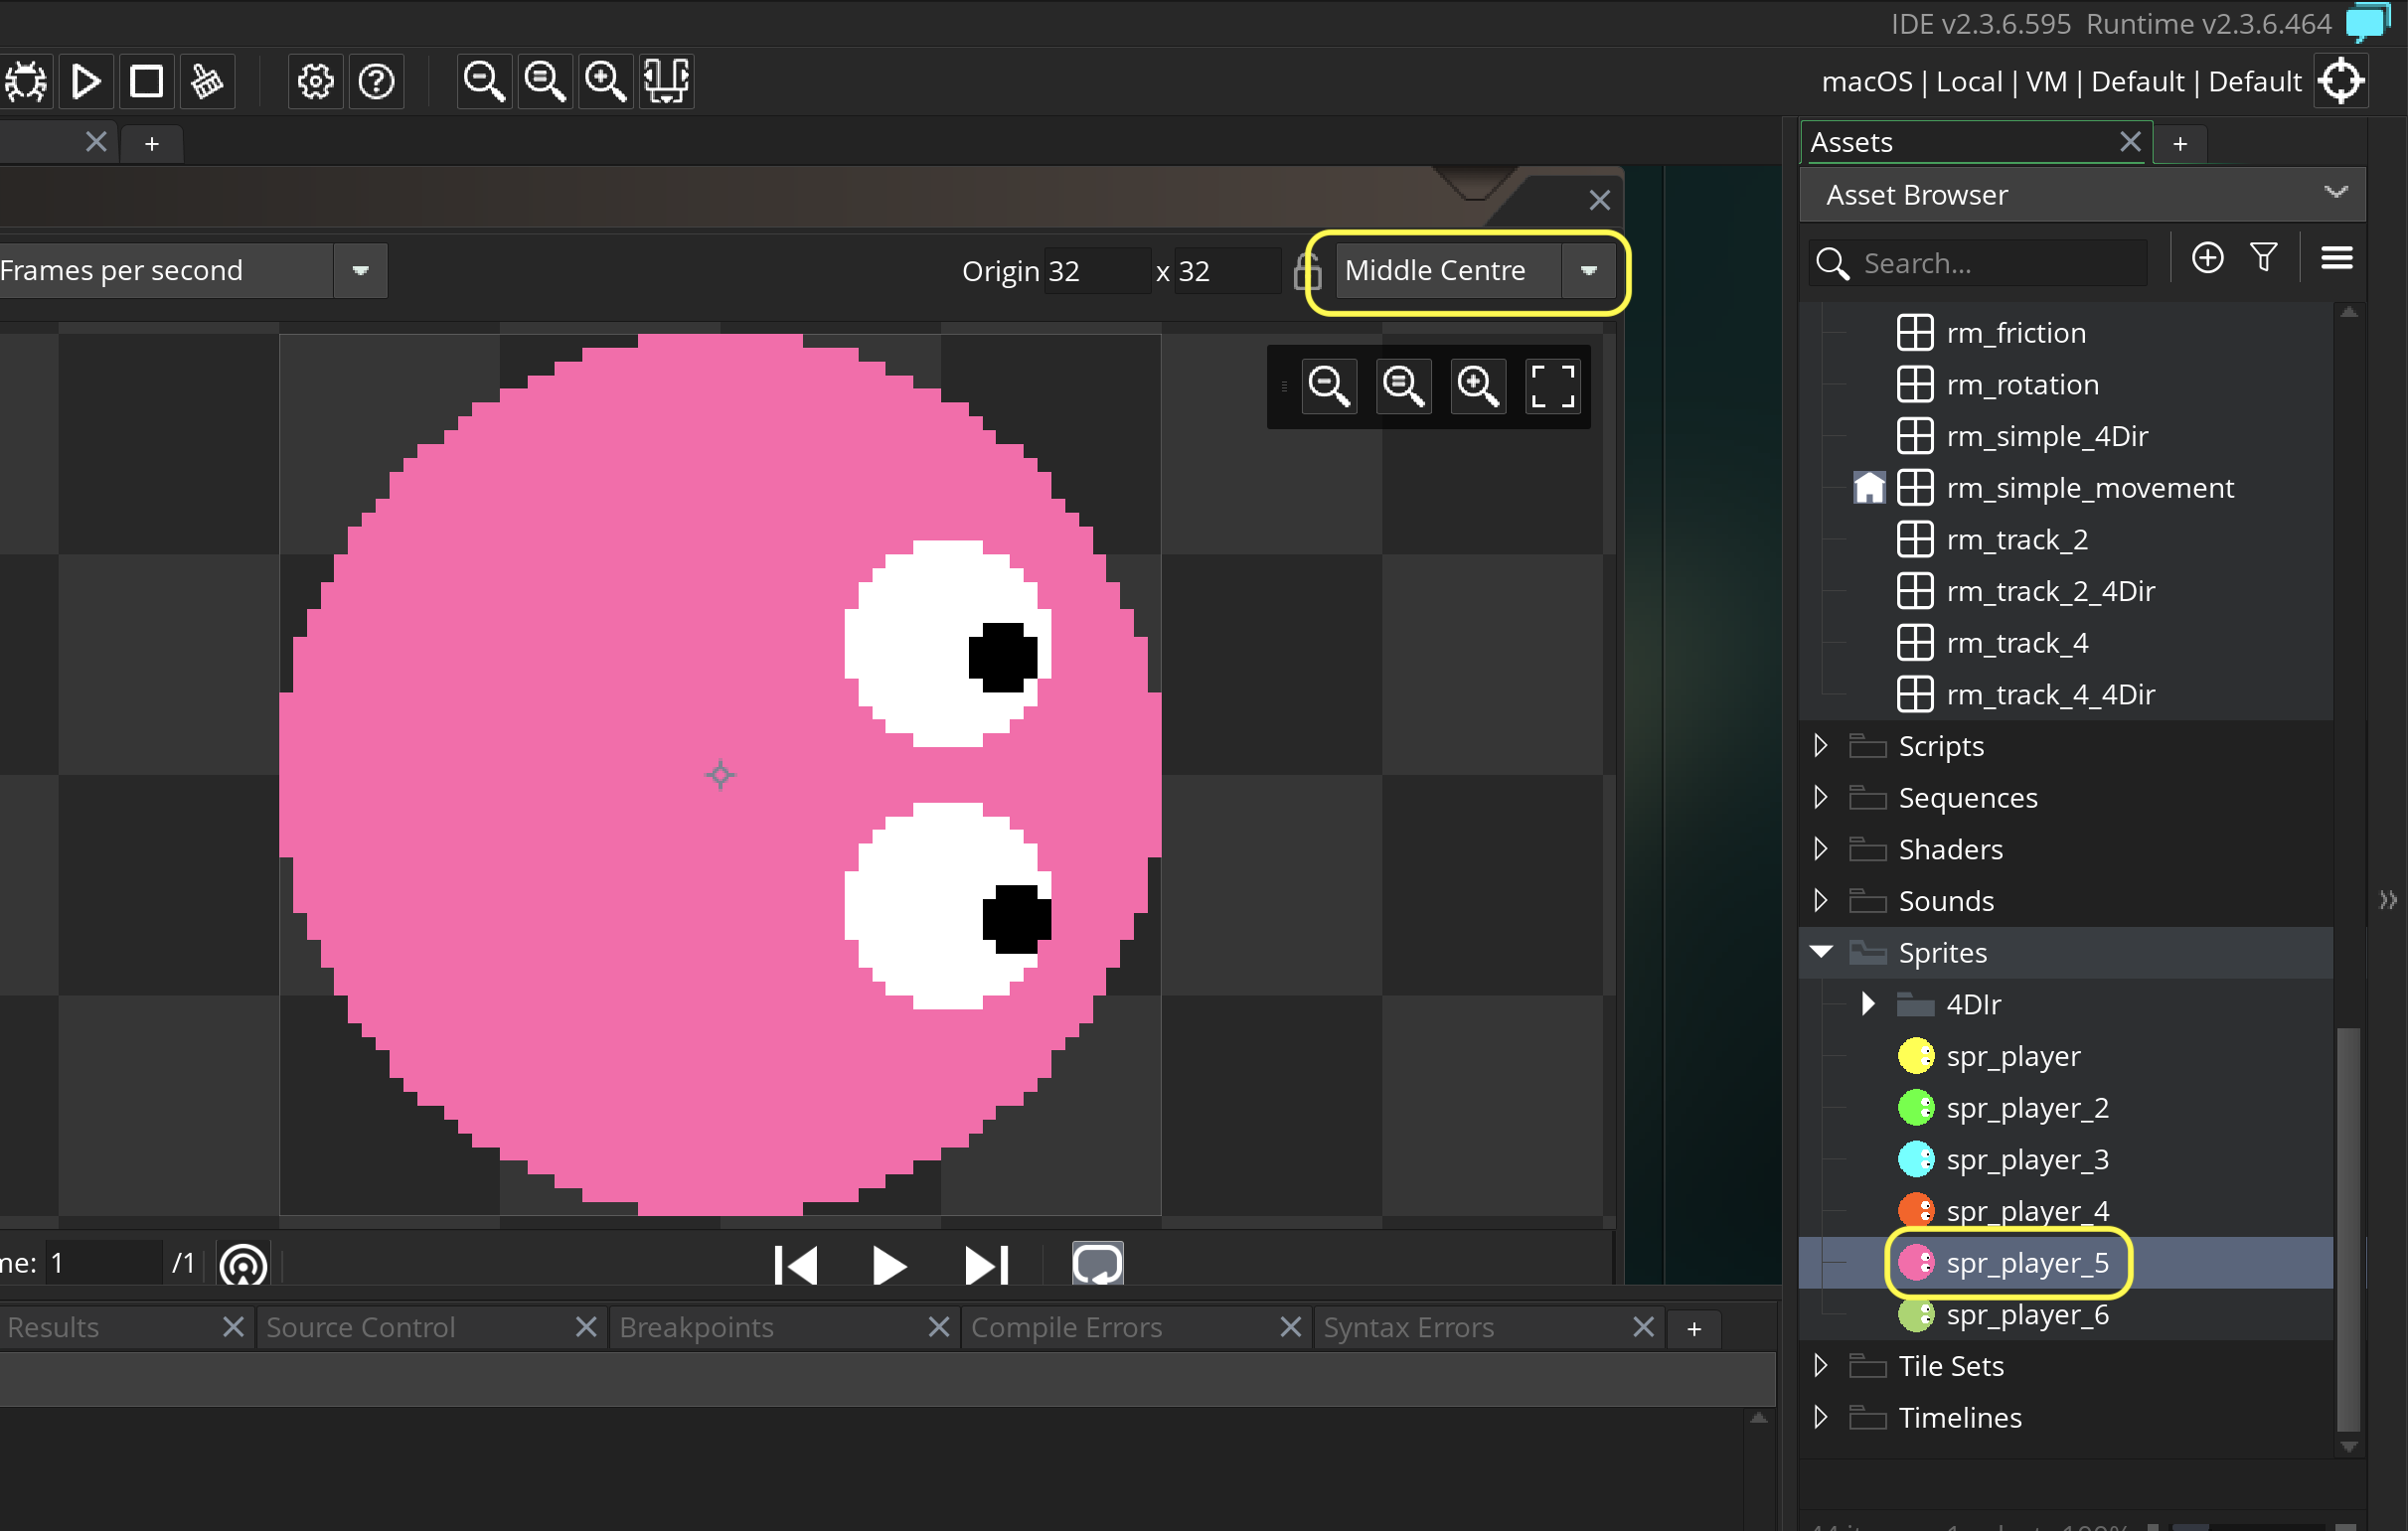 IDE v2.3.6.595 Runtime v2.3.6.464
macOS | Local | VM | Default | Default
+
Assets
+
Asset Browser
Frames per second
Origin 32 x 32
Middle Centre
Search...
rm_friction
rm_rotation
rm_simple_4Dir
rm_simple_movement
rm_track_2
rm_track_2_4Dir
rm_track_4
rm_track_4_4Dir
Scripts
Sequences
Shaders
Sounds
Sprites
4DIr
spr_player
spr_player_2
spr_player_3
spr_player_4
spr_player_5
spr_player_6
Tile Sets
Timelines
me: 1 /1
Results
Source Control
Breakpoints
Compile Errors
Syntax Errors
+